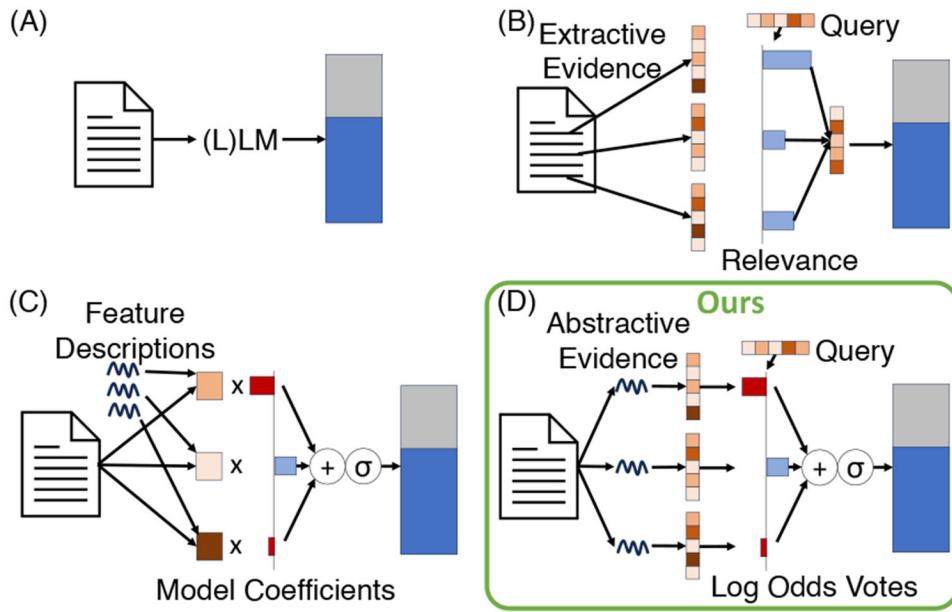 (A)
(L)LM
(B)
Extractive
Evidence
Query
Relevance
(C)
Feature
Descriptions
x
x
x
+ σ
Model Coefficients
(D)
Ours
Abstractive
Evidence
Query
+ σ
Log Odds Votes